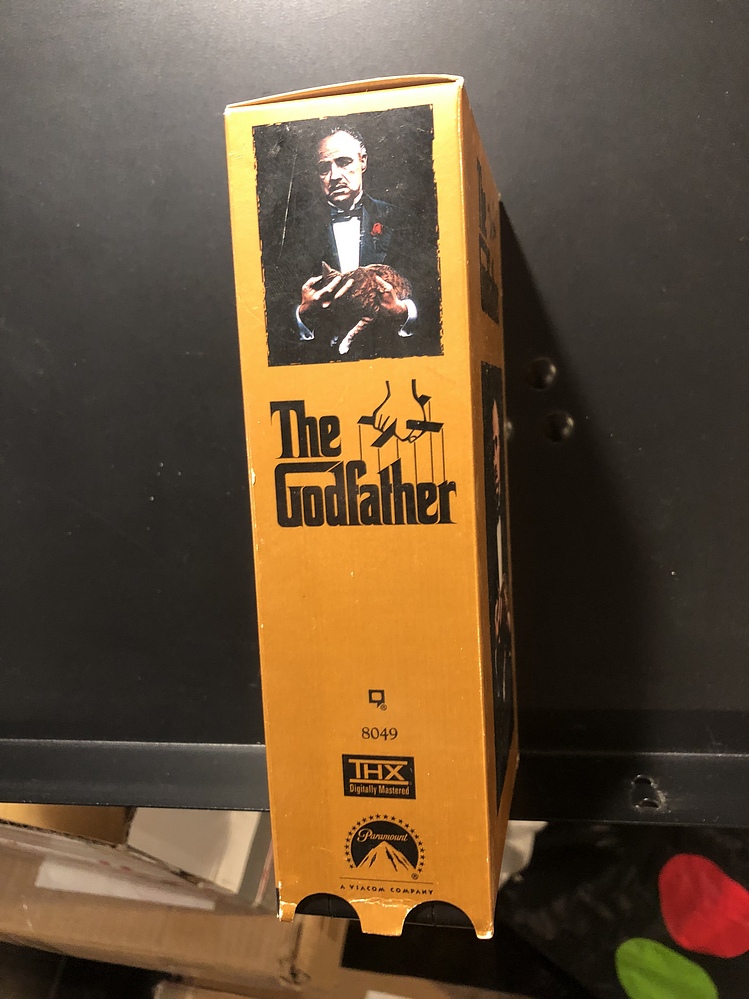 The
Godfather
8049
THX
Digitally Mastered
Paramount
®
A VIACOM COMPANY